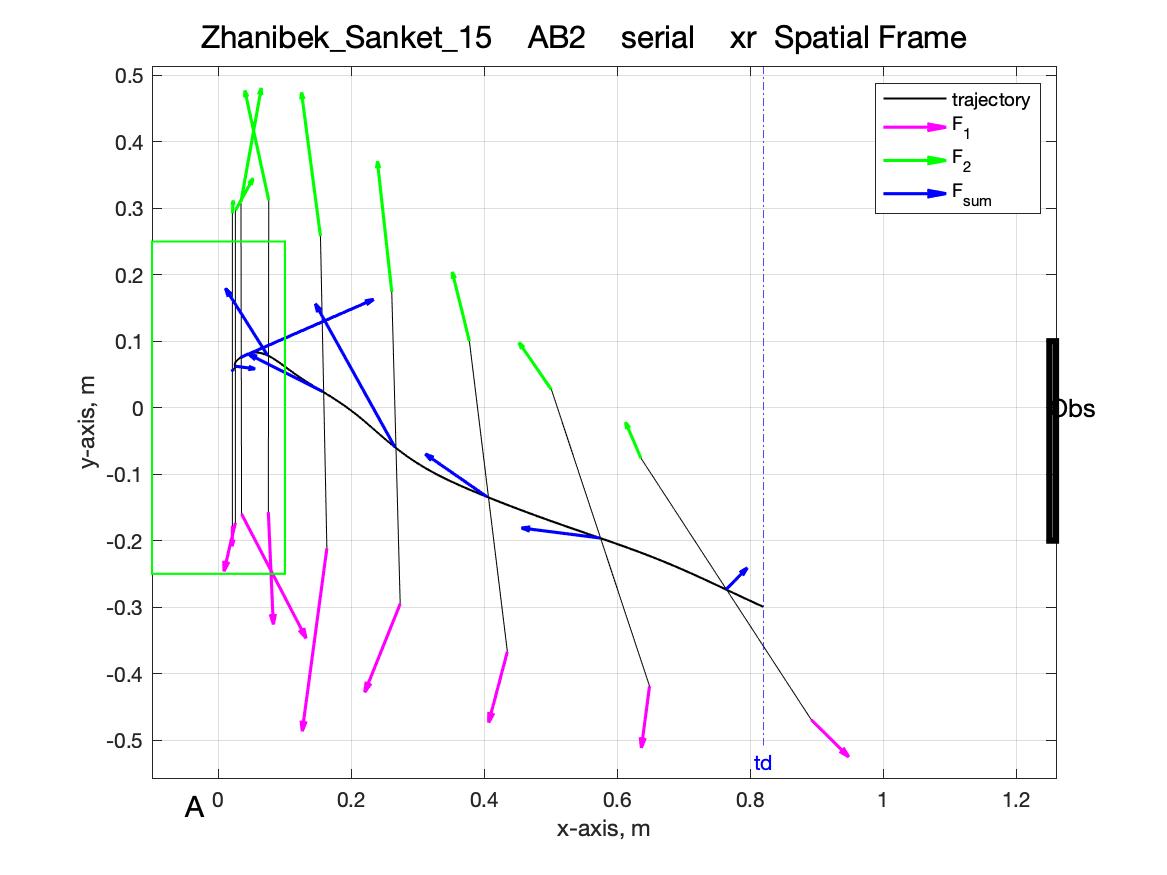 Zhanibek_Sanket_15 AB2 serial xr Spatial Frame
trajectory
F1
F2
Fsum
0.5
0.4
0.3
0.2
0.1
0
-0.1
-0.2
-0.3
-0.4
-0.5
y-axis, m
Obs
td
A
0 0.2 0.4 0.6 0.8 1 1.2
x-axis, m